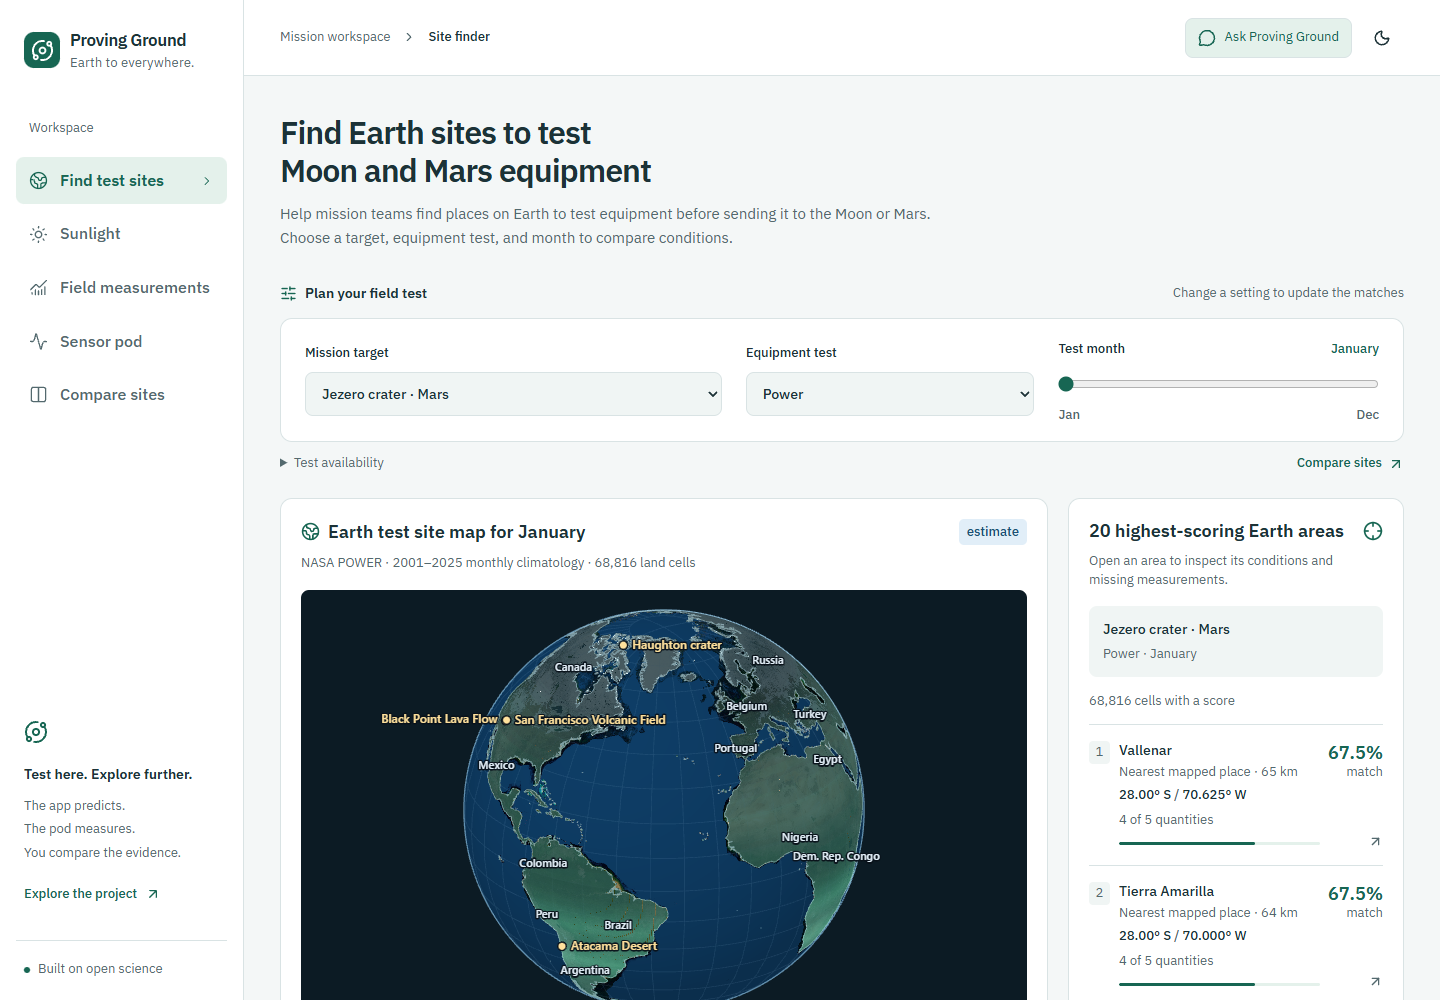 Proving Ground
Earth to everywhere.
Workspace
Find test sites
Sunlight
Field measurements
Sensor pod
Compare sites
Test here. Explore further.
The app predicts.
The pod measures.
You compare the evidence.
Explore the project
Built on open science
Mission workspace
Site finder
Ask Proving Ground
Find Earth sites to test
Moon and Mars equipment
Help mission teams find places on Earth to test equipment before sending it to the Moon or Mars.
Choose a target, equipment test, and month to compare conditions.
Plan your field test
Change a setting to update the matches
Mission target
Jezero crater · Mars
Equipment test
Power
Test month
January
Jan
Dec
Test availability
Compare sites
Earth test site map for January
estimate
NASA POWER · 2001–2025 monthly climatology · 68,816 land cells
Haughton crater
Canada
Russia
Belgium
Turkey
Black Point Lava Flow
San Francisco Volcanic Field
Portugal
Egypt
Mexico
Nigeria
Dem. Rep. Congo
Colombia
Peru
Brazil
Atacama Desert
Argentina
20 highest-scoring Earth areas
Open an area to inspect its conditions and
missing measurements.
Jezero crater · Mars
Power · January
68,816 cells with a score
1
Vallenar
67.5%
Nearest mapped place · 65 km
match
28.00° S / 70.625° W
4 of 5 quantities
2
Tierra Amarilla
67.5%
Nearest mapped place · 64 km
match
28.00° S / 70.000° W
4 of 5 quantities